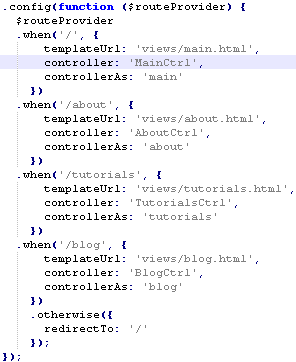 .config(function ($routeProvider) {
  $routeProvider
  .when('/', {
      templateUrl: 'views/main.html',
      controller: 'MainCtrl',
      controllerAs: 'main'
    })
  .when('/about', {
      templateUrl: 'views/about.html',
      controller: 'AboutCtrl',
      controllerAs: 'about'
    })
  .when('/tutorials', {
      templateUrl: 'views/tutorials.html',
      controller: 'TutorialsCtrl',
      controllerAs: 'tutorials'
    })
  .when('/blog', {
      templateUrl: 'views/blog.html',
      controller: 'BlogCtrl',
      controllerAs: 'blog'
    })
    .otherwise({
      redirectTo: '/'
    });
});